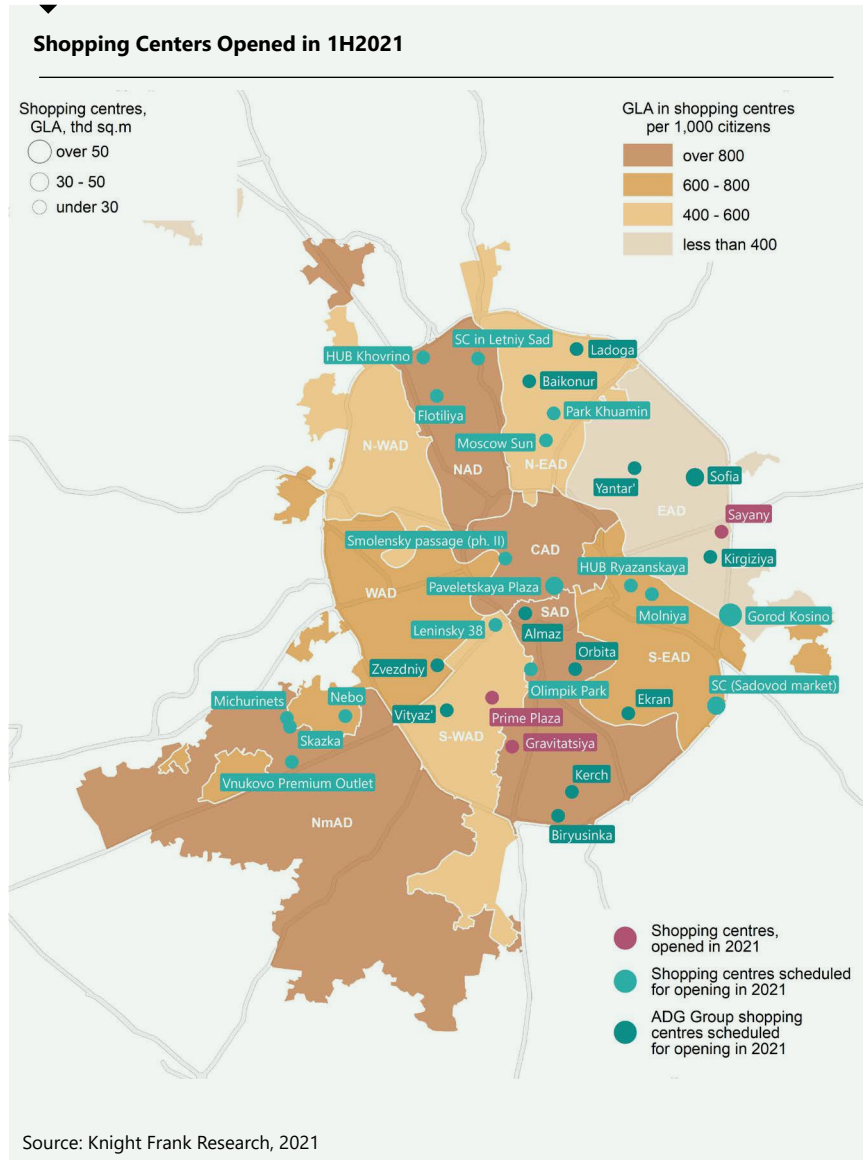 Shopping Centers Opened in 1H2021
Shopping centres,
GLA, thd sq.m
over 50
30 - 50
under 30
GLA in shopping centres
per 1,000 citizens
over 800
600 - 800
400 - 600
less than 400
HUB Khovrino
SC in Letniy Sad
Ladoga
Baikonur
Flotiliya
Park Khuamin
Moscow Sun
N-WAD
NAD
N-EAD
Yantar'
Sofia
EAD
Sayany
Smolensky passage (ph. II)
CAD
HUB Ryazanskaya
Kirgiziya
WAD
Paveletskaya Plaza
Molniya
SAD
Gorod Kosino
Leninsky 38
Almaz
Zvezdniy
Orbita
S-EAD
Olimpik Park
SC (Sadovod market)
Michurinets
Nebo
Ekran
Vityaz'
Prime Plaza
Skazka
S-WAD
Gravitatsiya
Vnukovo Premium Outlet
Kerch
NmAD
Biryusinka
Shopping centres,
opened in 2021
Shopping centres scheduled
for opening in 2021
ADG Group shopping
centres scheduled
for opening in 2021
Source: Knight Frank Research, 2021